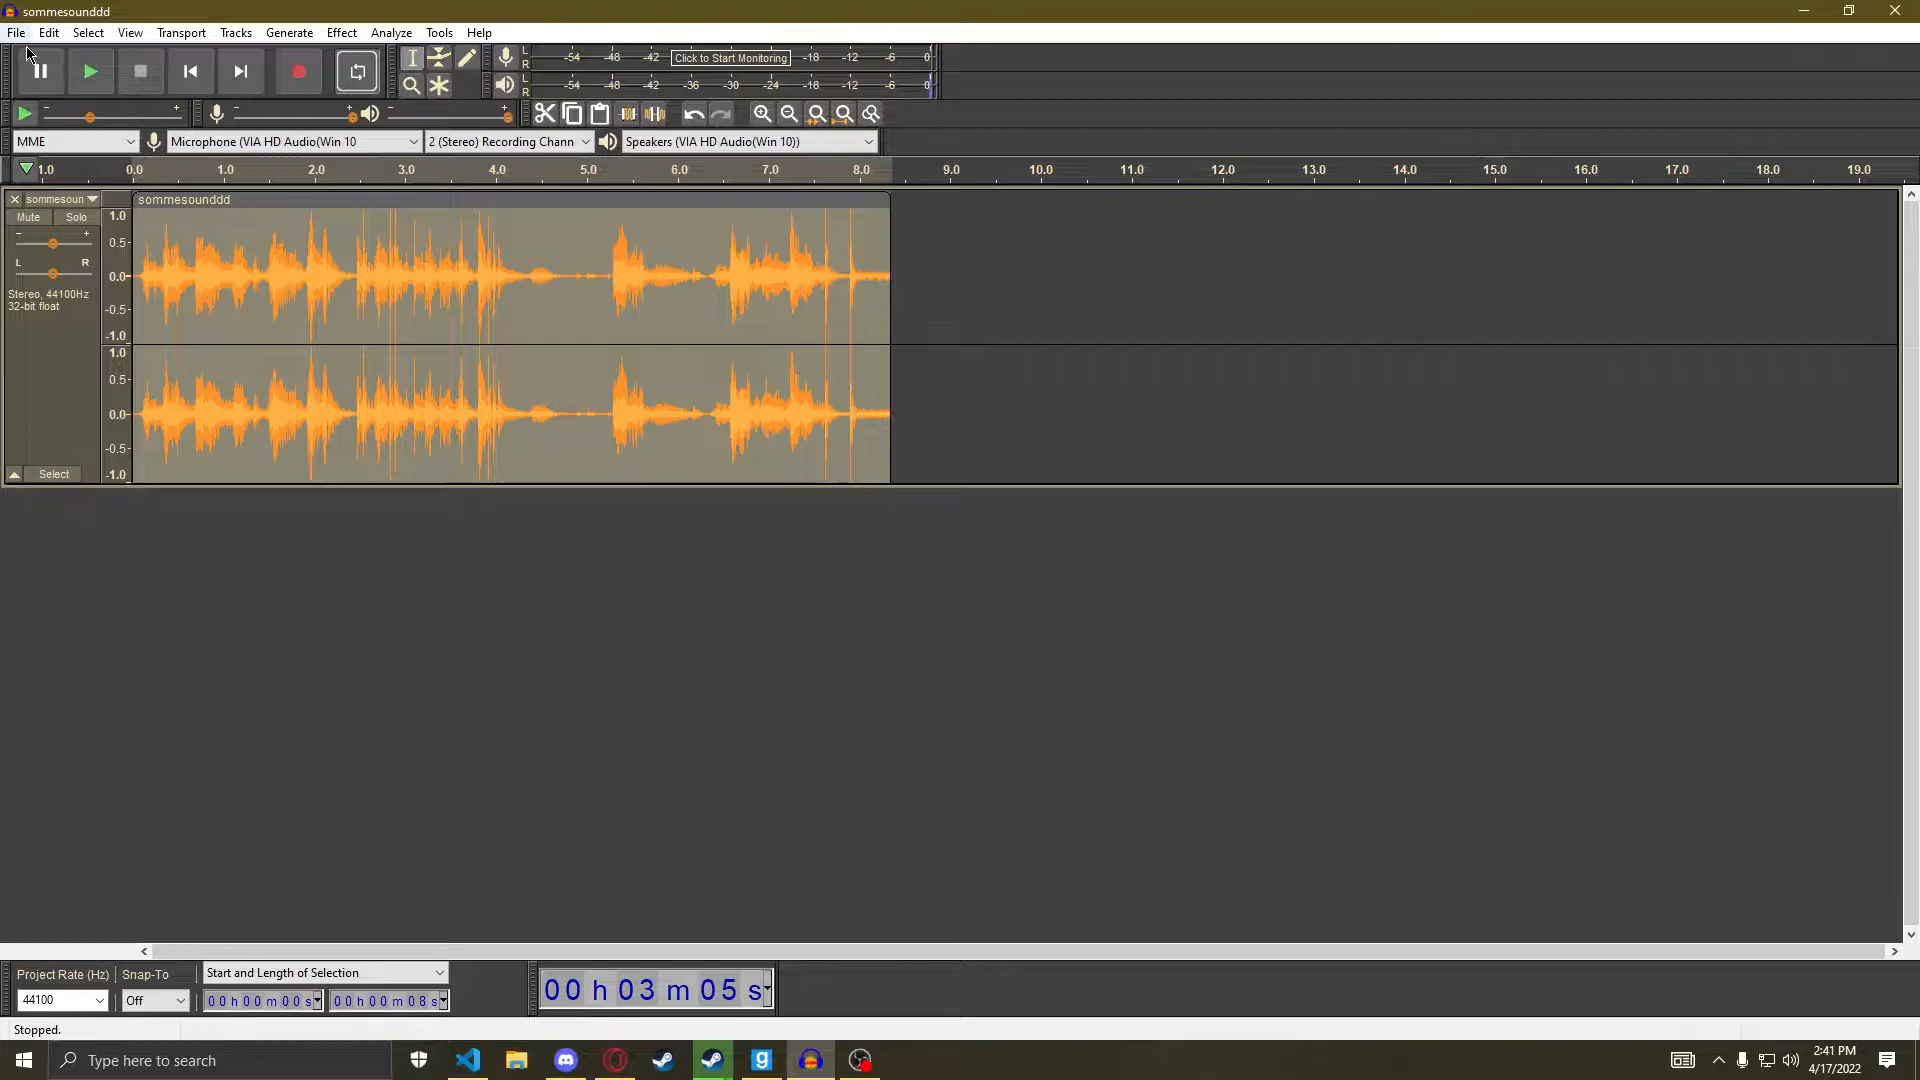 sommesounddd
File Edit Select View Transport Tracks Generate Effect Analyze Tools Help
L -54 -48 -42 Click to Start Monitoring -18 -12 -6 0
R
L -54 -48 -42 -36 -30 -24 -18 -12 -6 0
R
- + - + - +
MME Microphone (VIA HD Audio(Win 10 2 (Stereo) Recording Chann Speakers (VIA HD Audio(Win 10))
1.0 0.0 1.0 2.0 3.0 4.0 5.0 6.0 7.0 8.0 9.0 10.0 11.0 12.0 13.0 14.0 15.0 16.0 17.0 18.0 19.0
sommesoun sommesounddd
Mute Solo 1.0
- + 0.5-
L R
0.0-
Stereo, 44100Hz
32-bit float
-0.5-
-1.0
1.0
0.5-
0.0-
-0.5-
Select -1.0
Project Rate (Hz) Snap-To Start and Length of Selection
44100 Off 00 h 00 m 00 s 00 h 00 m 08 s 00 h 03 m 05 s
Stopped.
Type here to search
2:41 PM
4/17/2022